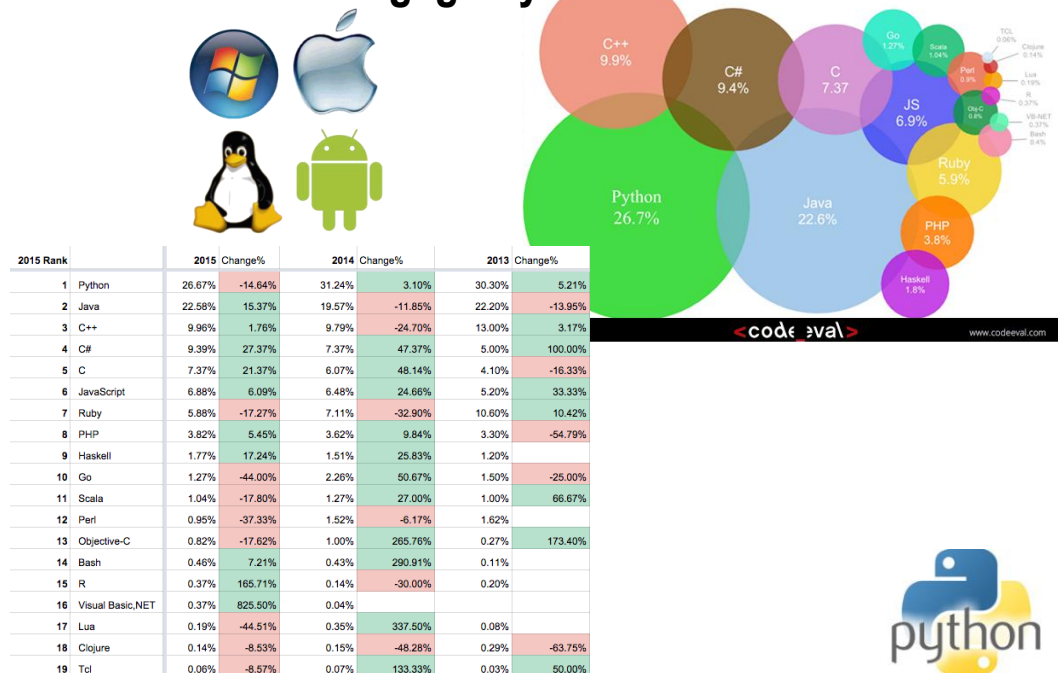 C++
9.9%
C#
9.4%
C
7.37
Go
1.27%
Scala
1.04%
TCL
0.06%
Clojure
0.14%
Perl
0.9%
Lua
0.19%
R
0.37%
JS
6.9%
Obj-C
0.8%
VB-NET
0.37%
Bash
0.4%
Python
26.7%
Java
22.6%
Ruby
5.9%
PHP
3.8%
Haskell
1.8%
<code_eval>
www.codeeval.com
2015 Rank 2015 Change% 2014 Change% 2013 Change%
1 Python 26.67% -14.64% 31.24% 3.10% 30.30% 5.21%
2 Java 22.58% 15.37% 19.57% -11.85% 22.20% -13.95%
3 C++ 9.96% 1.76% 9.79% -24.70% 13.00% 3.17%
4 C# 9.39% 27.37% 7.37% 47.37% 5.00% 100.00%
5 C 7.37% 21.37% 6.07% 48.14% 4.10% -16.33%
6 JavaScript 6.88% 6.09% 6.48% 24.66% 5.20% 33.33%
7 Ruby 5.88% -17.27% 7.11% -32.90% 10.60% 10.42%
8 PHP 3.82% 5.45% 3.62% 9.84% 3.30% -54.79%
9 Haskell 1.77% 17.24% 1.51% 25.83% 1.20%
10 Go 1.27% -44.00% 2.26% 50.67% 1.50% -25.00%
11 Scala 1.04% -17.80% 1.27% 27.00% 1.00% 66.67%
12 Perl 0.95% -37.33% 1.52% -6.17% 1.62%
13 Objective-C 0.82% -17.62% 1.00% 265.76% 0.27% 173.40%
14 Bash 0.46% 7.21% 0.43% 290.91% 0.11%
15 R 0.37% 165.71% 0.14% -30.00% 0.20%
16 Visual Basic,NET 0.37% 825.50% 0.04%
17 Lua 0.19% -44.51% 0.35% 337.50% 0.08%
18 Clojure 0.14% -8.53% 0.15% -48.28% 0.29% -63.75%
19 Tcl 0.06% -8.57% 0.07% 133.33% 0.03% 50.00%
python